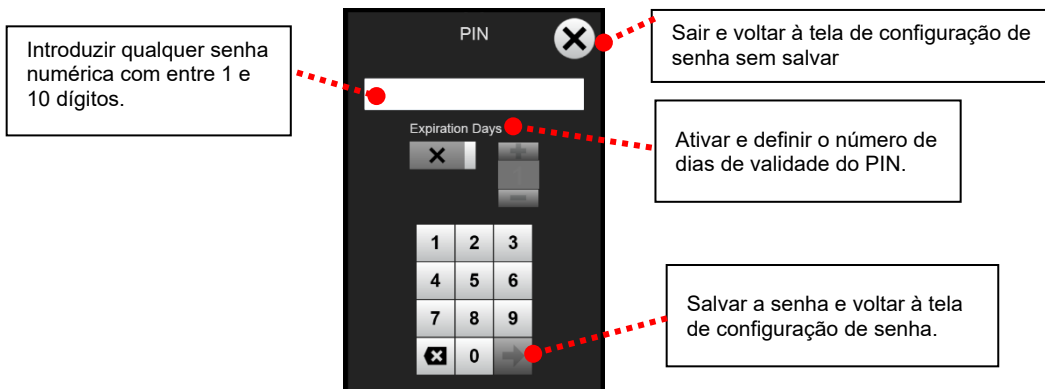 Introduzir qualquer senha
numérica com entre 1 e
10 dígitos.
PIN
Sair e voltar à tela de configuração de
senha sem salvar
Expiration Days
Ativar e definir o número de
dias de validade do PIN.
1 2 3
4 5 6
7 8 9
0
Salvar a senha e voltar à tela
de configuração de senha.